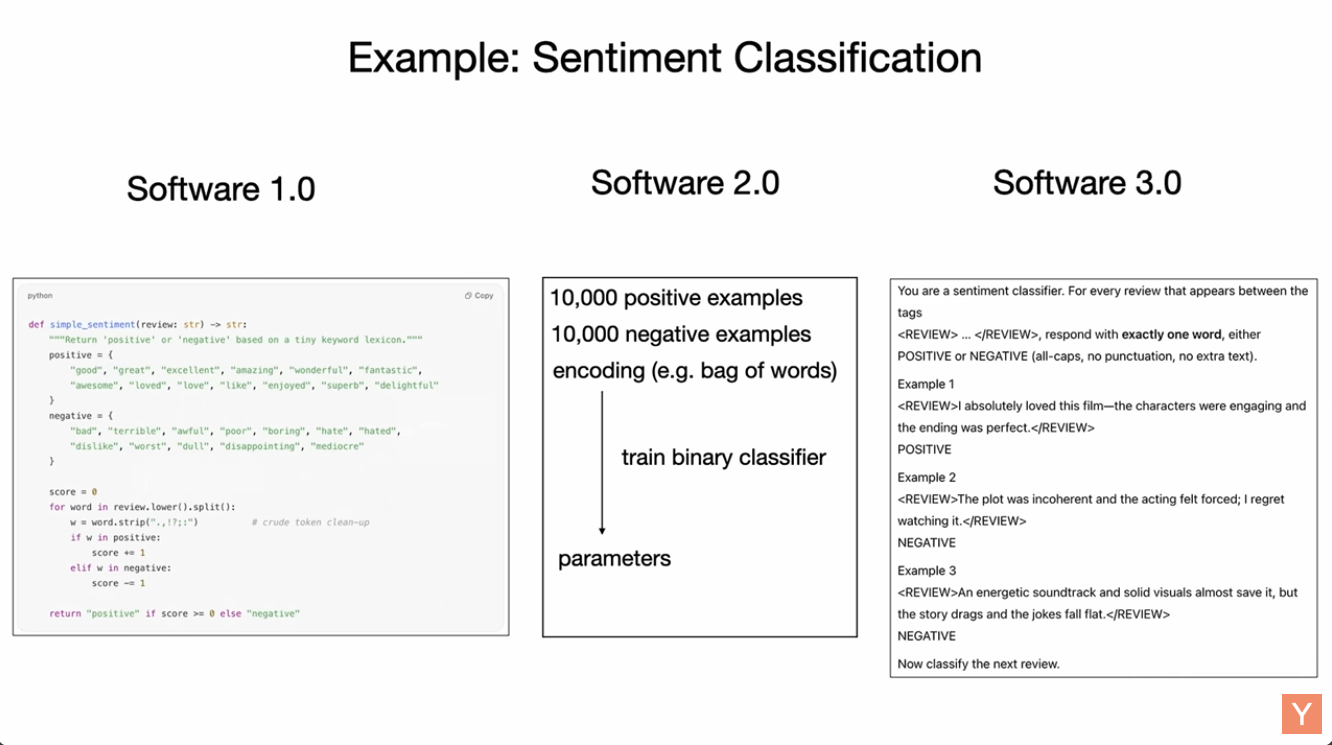 Example: Sentiment Classification
Software 1.0
python
Copy
def simple_sentiment(review: str) -> str:
"""Return 'positive' or 'negative' based on a tiny keyword lexicon."""
positive = {
"good", "great", "excellent", "amazing", "wonderful", "fantastic",
"awesome", "loved", "love", "like", "enjoyed", "superb", "delightful"
}
negative = {
"bad", "terrible", "awful", "poor", "boring", "hate", "hated",
"dislike", "worst", "dull", "disappointing", "mediocre"
}
score = 0
for word in review.lower().split():
w = word.strip(".,!?;:") # crude token clean-up
if w in positive:
score += 1
elif w in negative:
score -= 1
return "positive" if score >= 0 else "negative"
Software 2.0
10,000 positive examples
10,000 negative examples
encoding (e.g. bag of words)
train binary classifier
parameters
Software 3.0
You are a sentiment classifier. For every review that appears between the
tags
<REVIEW> ... </REVIEW>, respond with exactly one word, either
POSITIVE or NEGATIVE (all-caps, no punctuation, no extra text).
Example 1
<REVIEW>I absolutely loved this film—the characters were engaging and
the ending was perfect.</REVIEW>
POSITIVE
Example 2
<REVIEW>The plot was incoherent and the acting felt forced; I regret
watching it.</REVIEW>
NEGATIVE
Example 3
<REVIEW>An energetic soundtrack and solid visuals almost save it, but
the story drags and the jokes fall flat.</REVIEW>
NEGATIVE
Now classify the next review.
Y